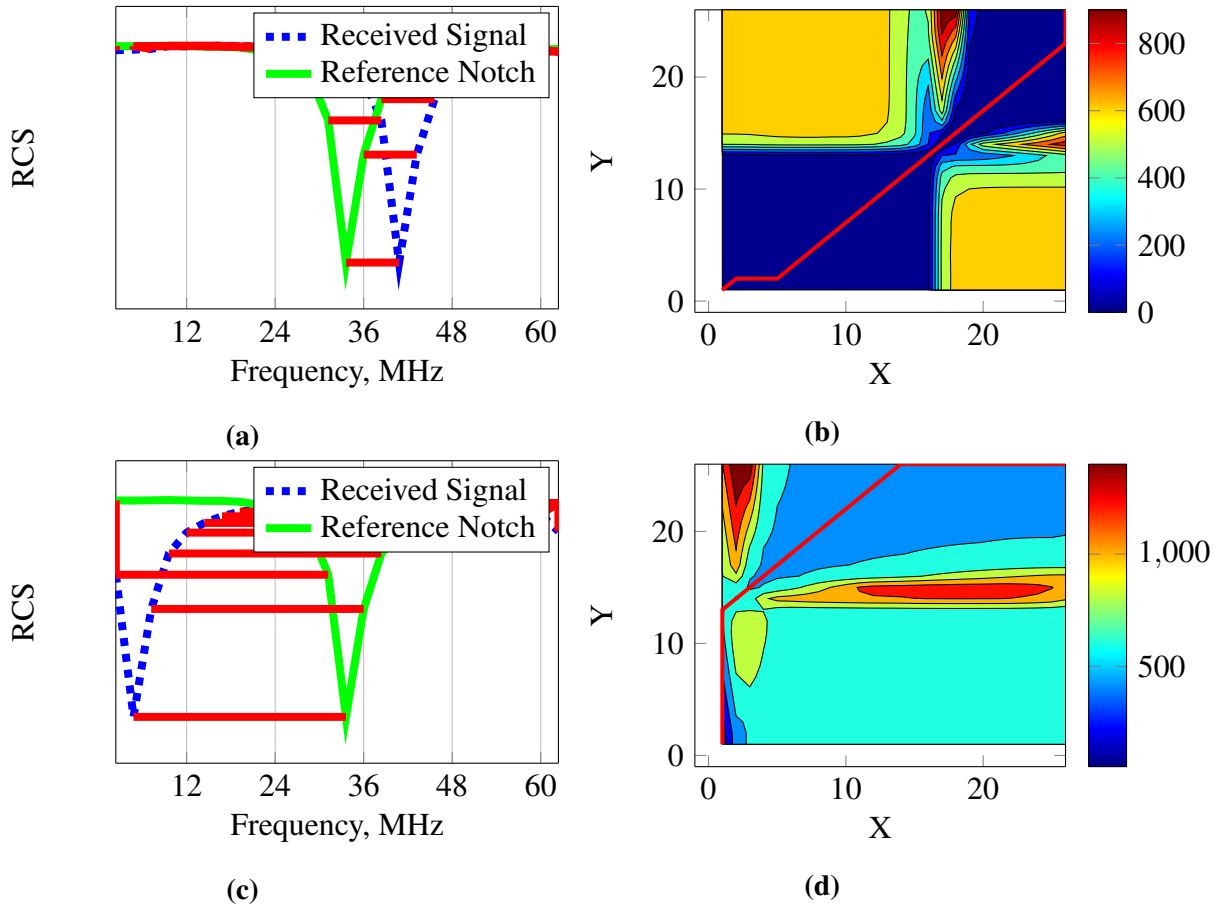 Received Signal
Reference Notch
RCS
12 24 36 48 60
Frequency, MHz
(a)
Y
20
10
0
0 10 20
X
800
600
400
200
0
(b)
Received Signal
Reference Notch
RCS
12 24 36 48 60
Frequency, MHz
(c)
Y
20
10
0
0 10 20
X
1,000
500
(d)